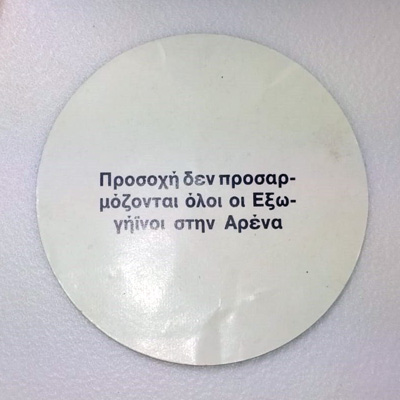 Προσοχή δεν προσαρ-
μόζονται όλοι οι Εξω-
γήϊνοι στην Αρένα